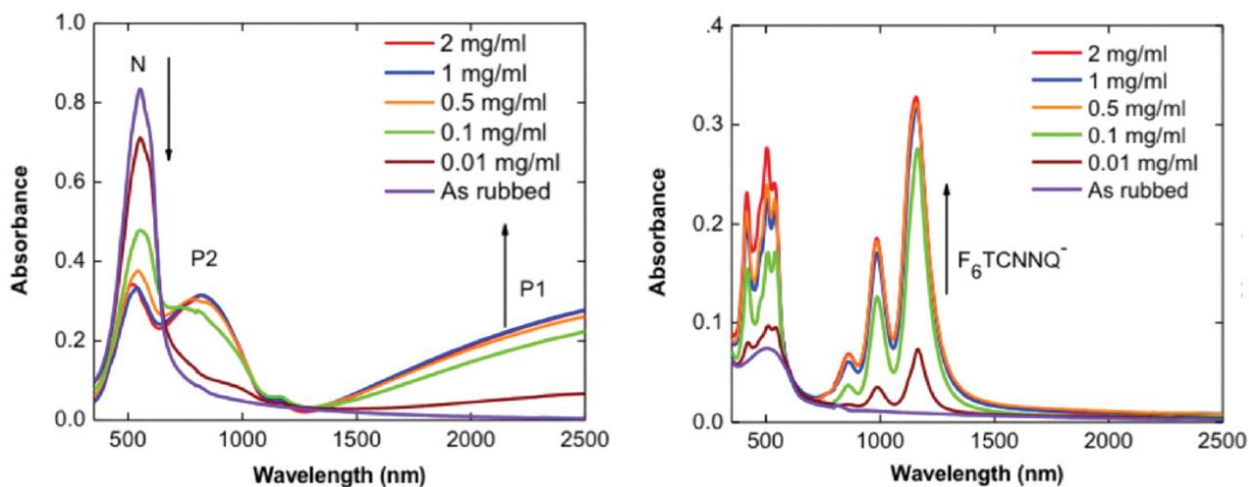 1.0
0.8
0.6
0.4
0.2
0.0
Absorbance
N
P2
P1
2 mg/ml
1 mg/ml
0.5 mg/ml
0.1 mg/ml
0.01 mg/ml
As rubbed
500 1000 1500 2000 2500
Wavelength (nm)
.4
0.3
0.2
0.1
0.0
Absorbance
2 mg/ml
1 mg/ml
0.5 mg/ml
0.1 mg/ml
0.01 mg/ml
As rubbed
F₆TCNNQ⁻
500 1000 1500 2000 2500
Wavelength (nm)